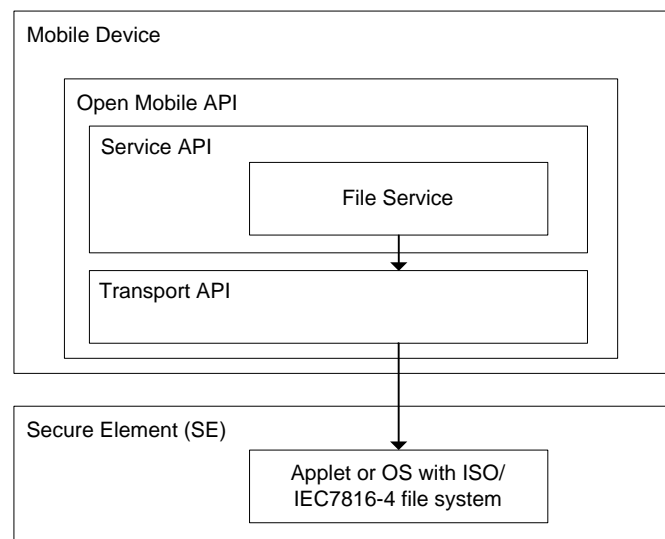 Mobile Device
Open Mobile API
Service API
File Service
Transport API
Secure Element (SE)
Applet or OS with ISO/
IEC7816-4 file system